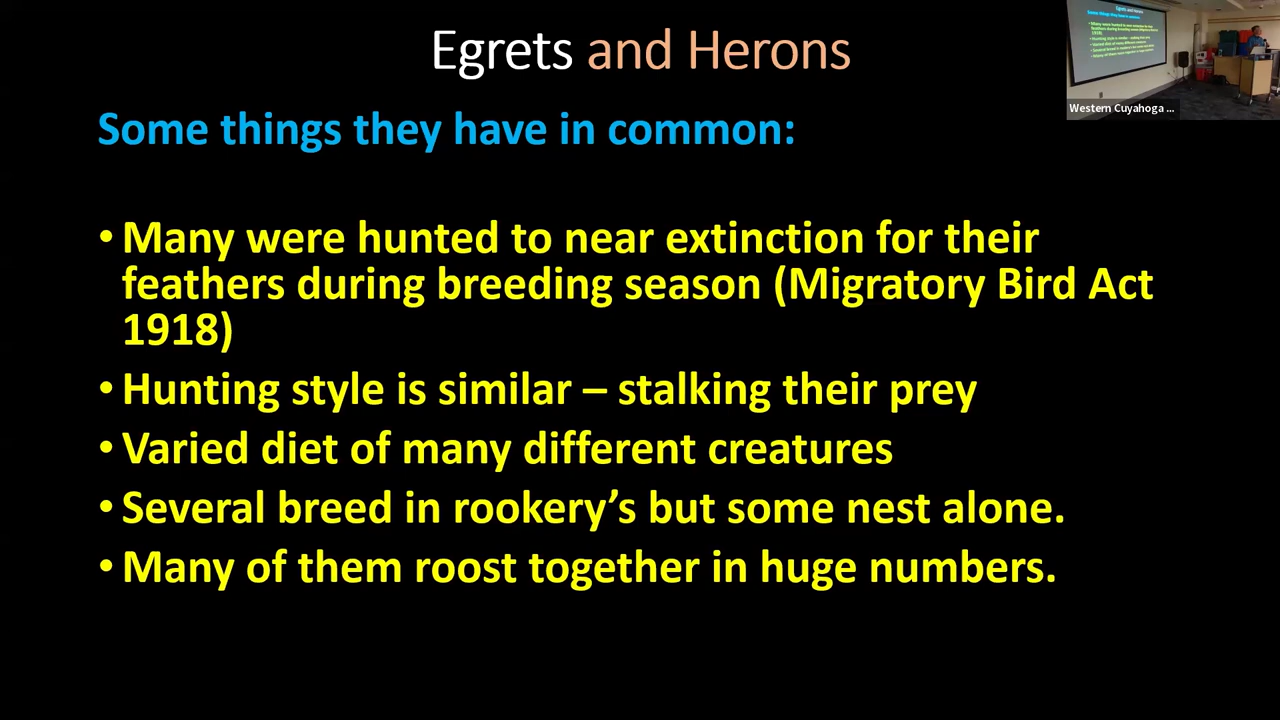 Egrets and Herons
Some things they have in common:
• Many were hunted to near extinction for their
feathers during breeding season (Migratory Bird Act
1918)
• Hunting style is similar – stalking their prey
• Varied diet of many different creatures
• Several breed in rookery’s but some nest alone.
• Many of them roost together in huge numbers.
Western Cuyahoga ...